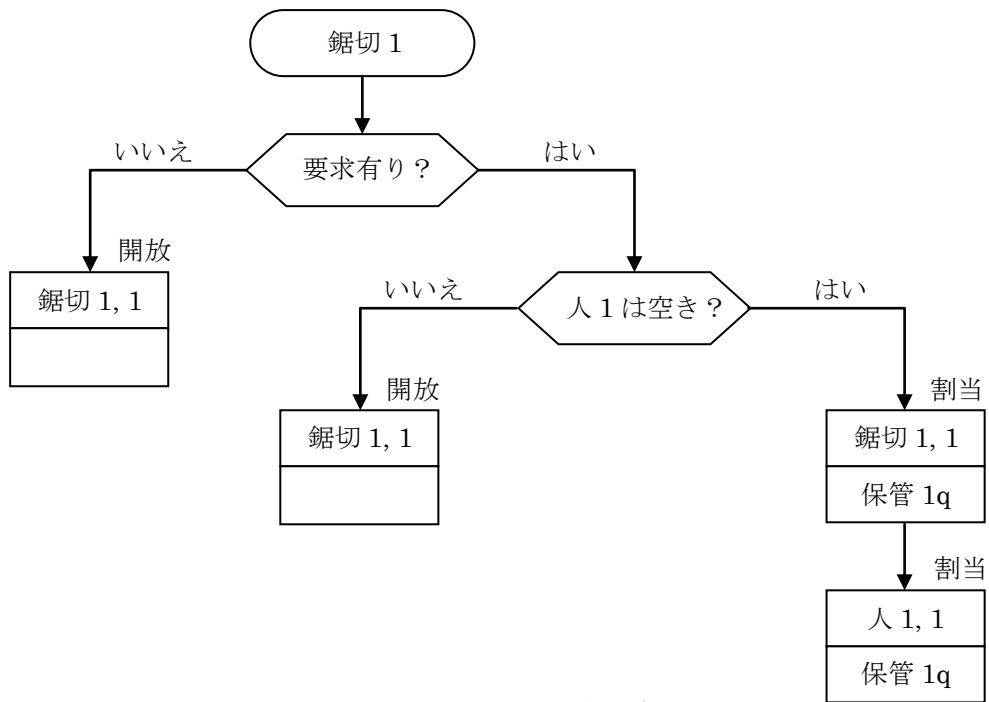 鋸切 1
要求有り？
いいえ
はい
開放
鋸切 1, 1
人 1 は空き？
いいえ
はい
開放
鋸切 1, 1
割当
鋸切 1, 1
保管 1q
割当
人 1, 1
保管 1q